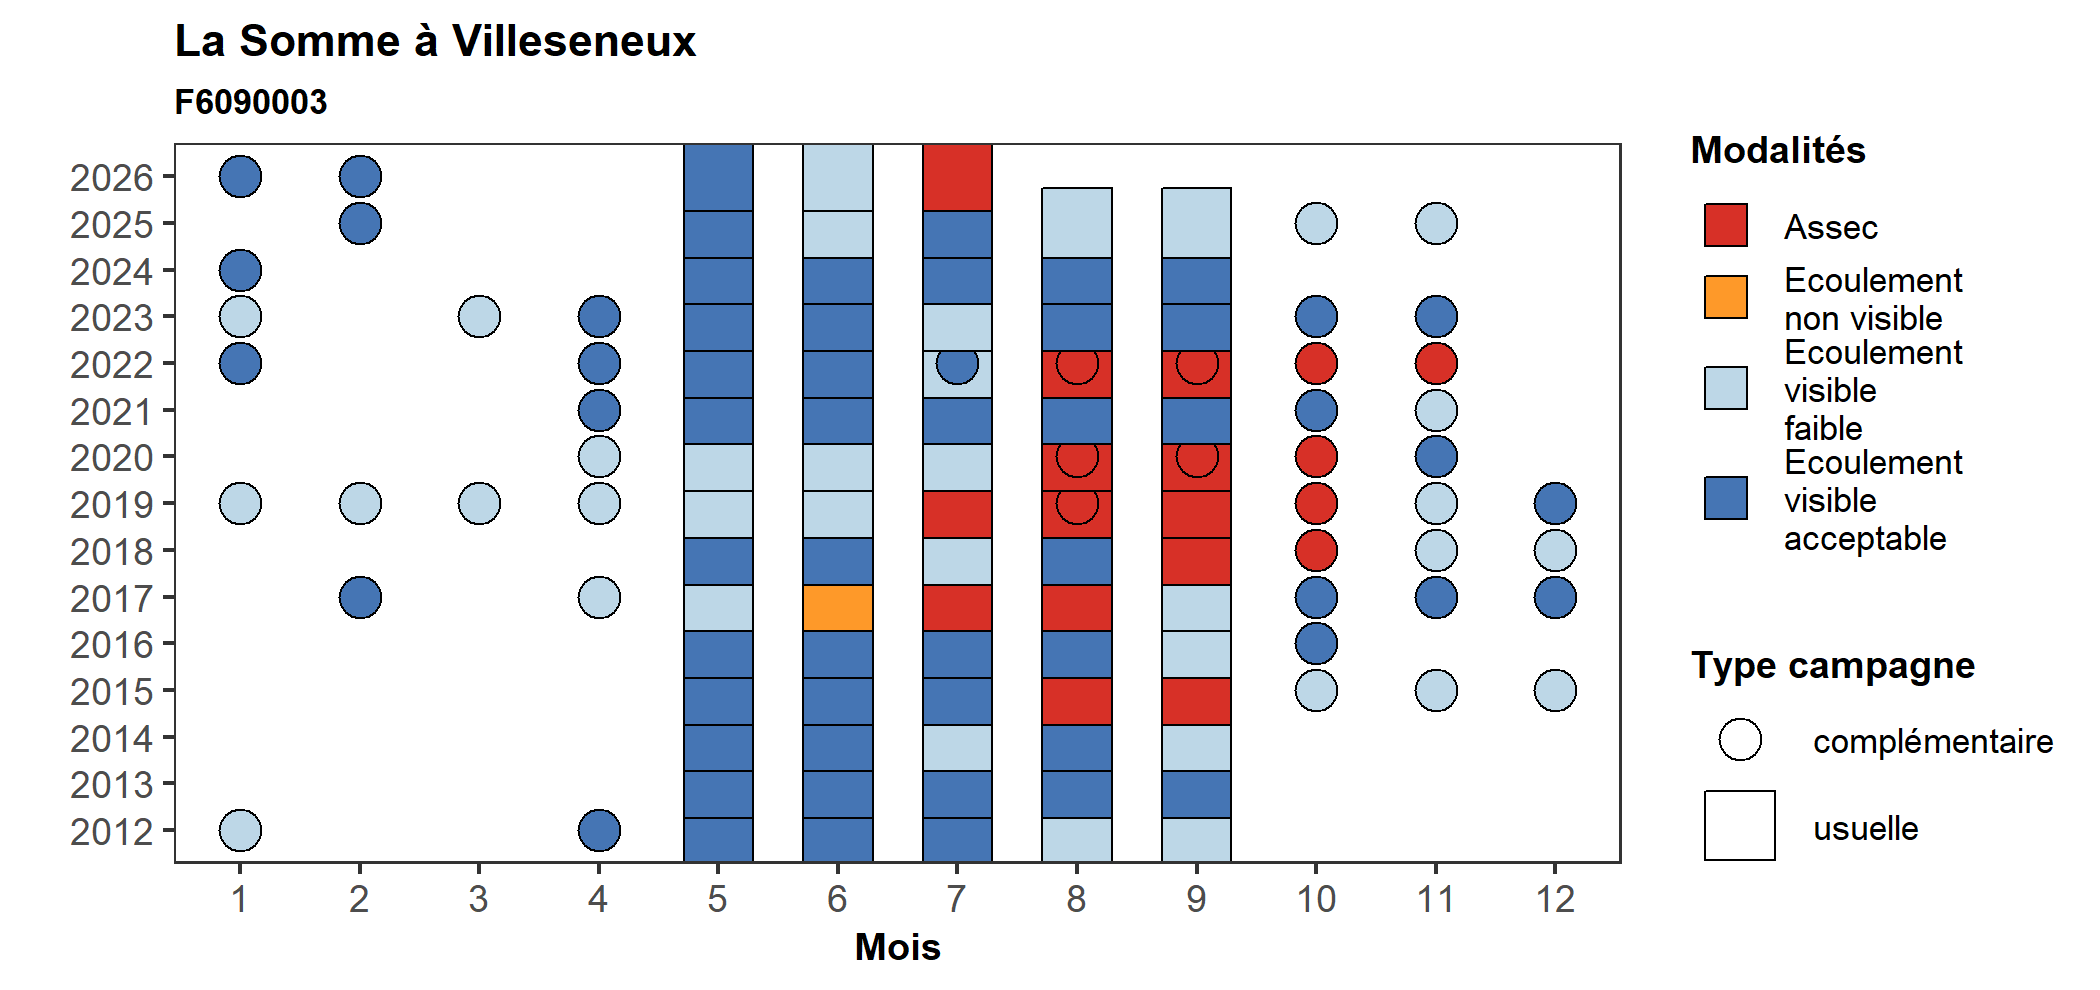 La Somme à Villeseneux
F6090003
2026
2025
2024
2023
2022
2021
2020
2019
2018
2017
2016
2015
2014
2013
2012
1 2 3 4 5 6 7 8 9 10 11 12
Mois
Modalités
Assec
Ecoulement
non visible
Ecoulement
visible
faible
Ecoulement
visible
acceptable
Type campagne
complémentaire
usuelle